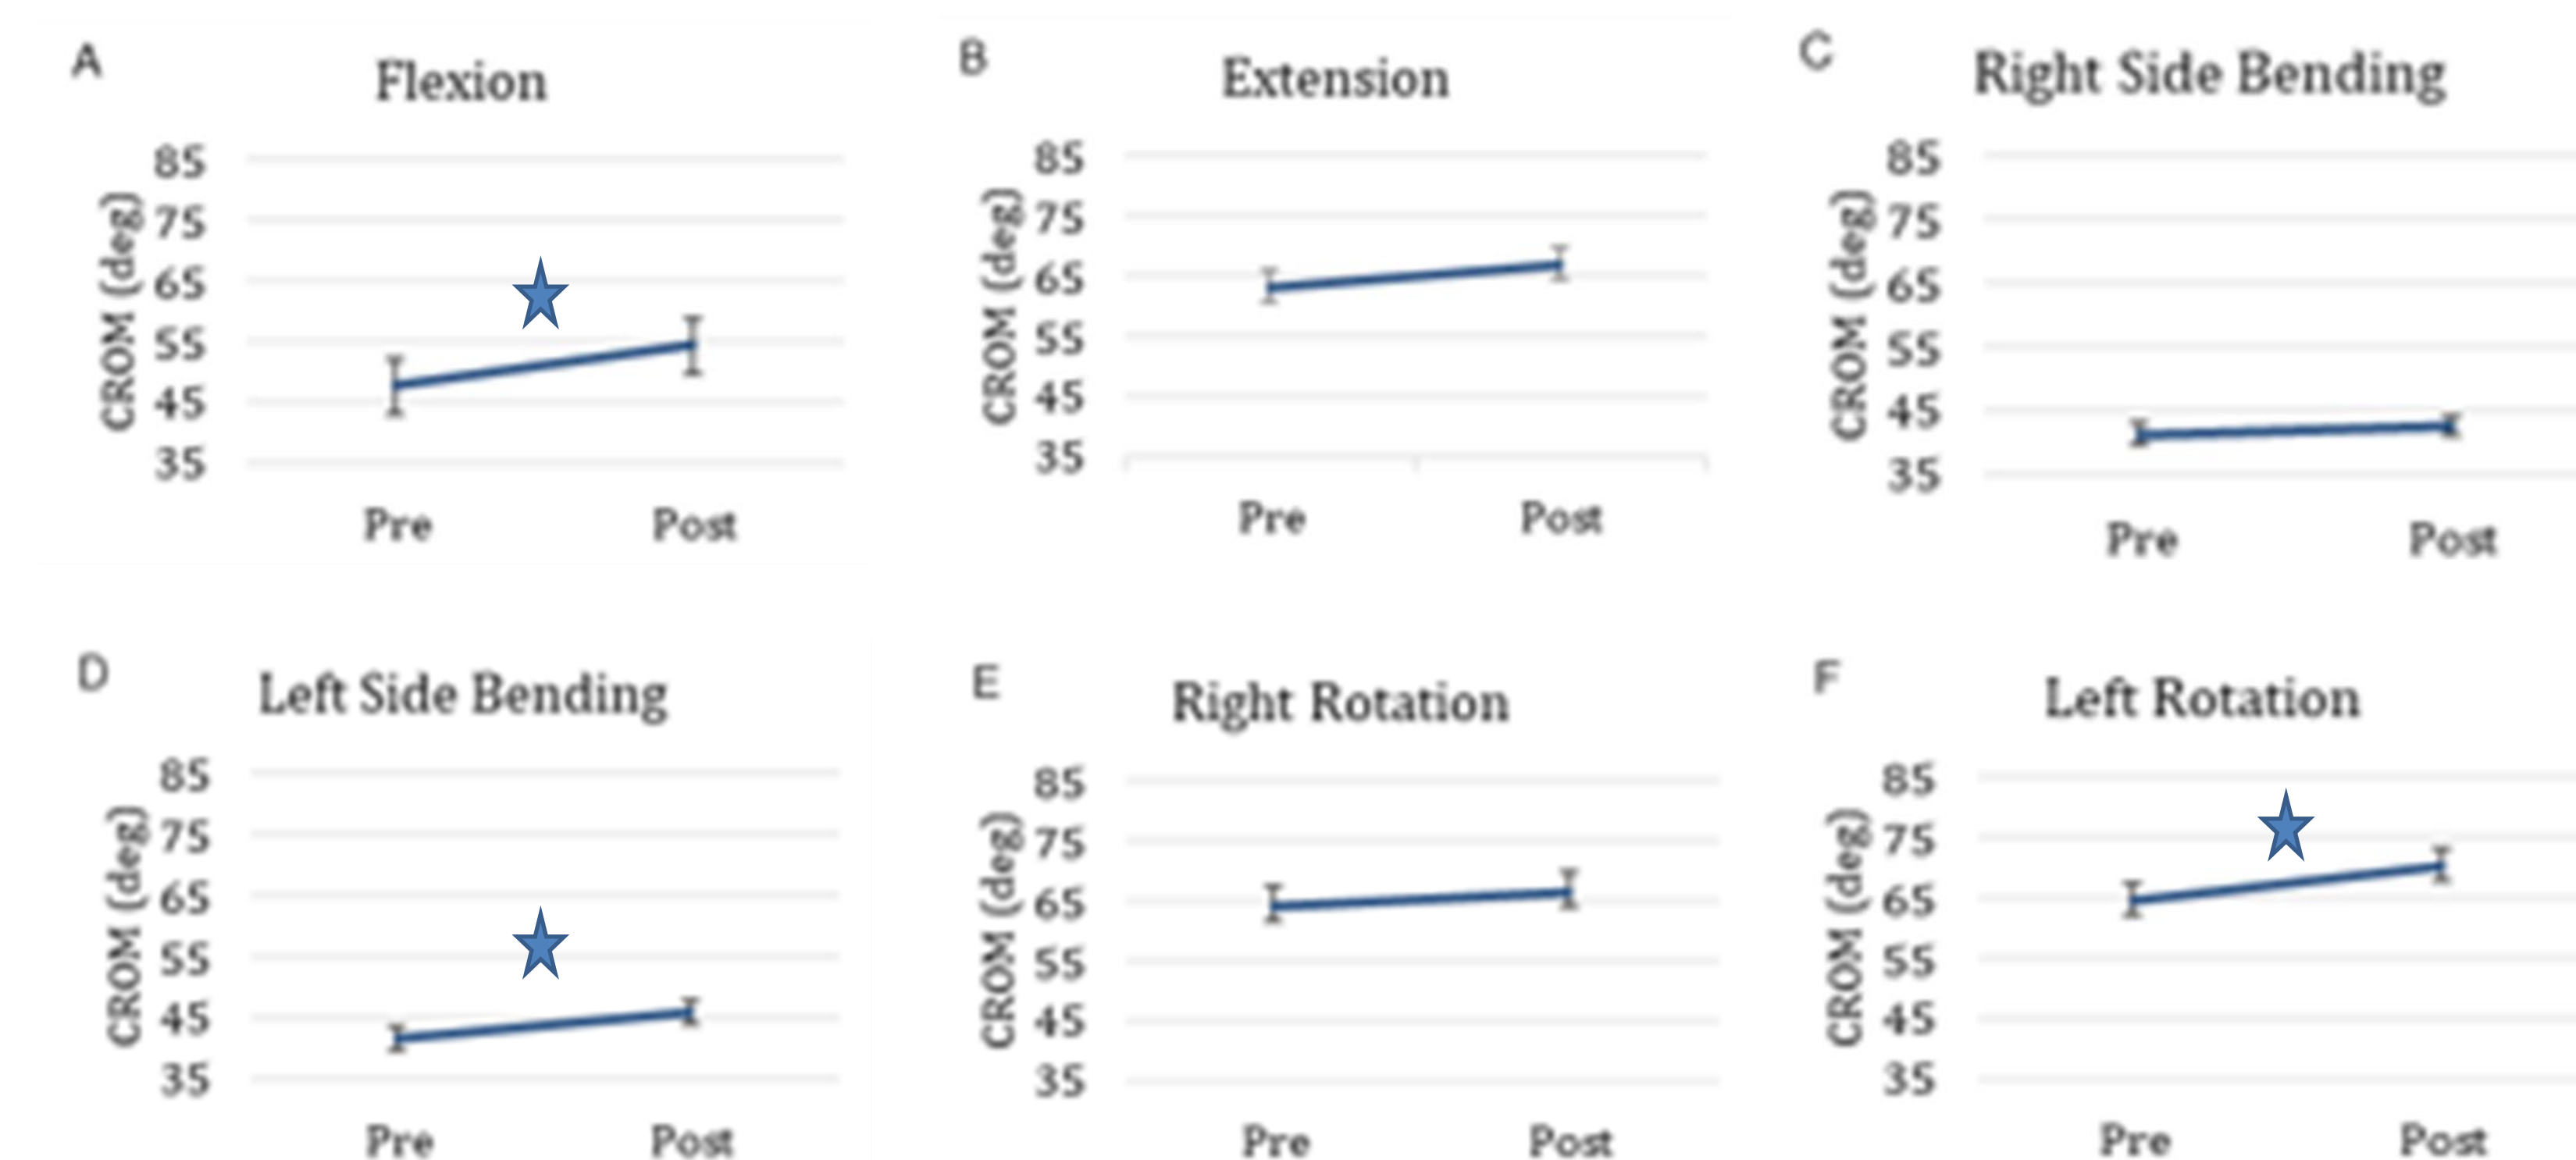 A
Flexion
CROM (deg)
85
75
65
55
45
35
Pre Post
B
Extension
CROM (deg)
85
75
65
55
45
35
Pre Post
C
Right Side Bending
CROM (deg)
85
75
65
55
45
35
Pre Post
D
Left Side Bending
CROM (deg)
85
75
65
55
45
35
Pre Post
E
Right Rotation
CROM (deg)
85
75
65
55
45
35
Pre Post
F
Left Rotation
CROM (deg)
85
75
65
55
45
35
Pre Post